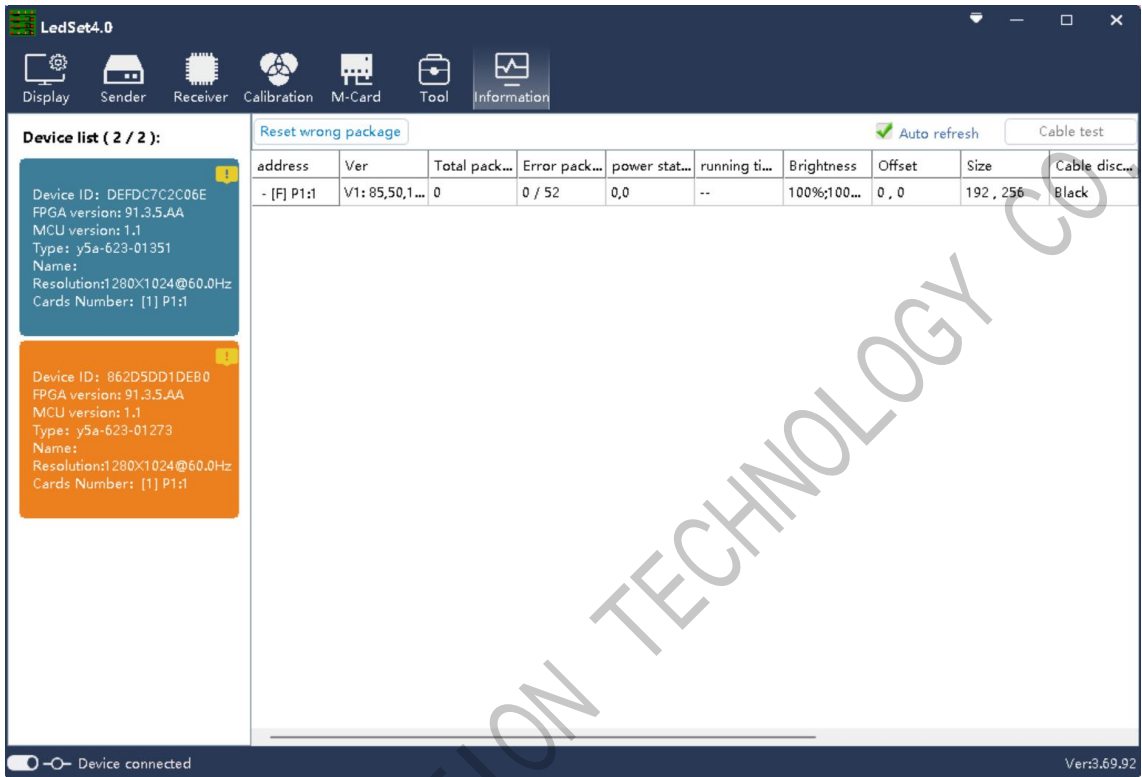 LedSet4.0
Display Sender Receiver Calibration M-Card Tool Information
Device list ( 2 / 2 ):
Reset wrong package
Auto refresh
Cable test
address Ver Total pack... Error pack... power stat... running ti... Brightness Offset Size Cable disc...
- [F] P1:1 V1: 85,50,1... 0 0 / 52 0,0 -- 100%;100... 0 , 0 192 , 256 Black
Device ID: DEFDC7C2C06E
FPGA version: 91.3.5.AA
MCU version: 1.1
Type: y5a-623-01351
Name:
Resolution:1280X1024@60.0Hz
Cards Number: [1] P1:1
Device ID: 862D5DD1DEB0
FPGA version: 91.3.5.AA
MCU version: 1.1
Type: y5a-623-01273
Name:
Resolution:1280X1024@60.0Hz
Cards Number: [1] P1:1
TECHNOLOGY CO
Device connected
Ver:3.69.92